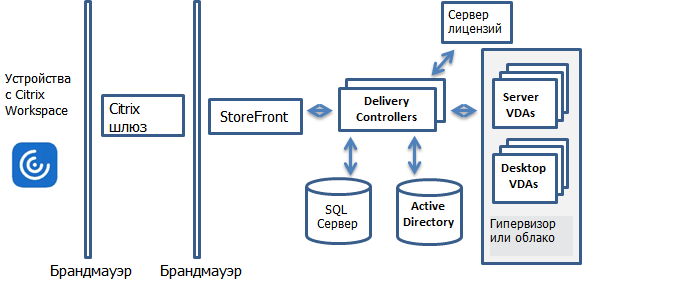 Устройства
с Citrix
Workspace
Citrix
шлюз
StoreFront
Delivery
Controllers
Сервер
лицензий
Server
VDAs
Desktop
VDAs
Гипервизор
или облако
SQL
Сервер
Active
Directory
Брандмауэр
Брандмауэр